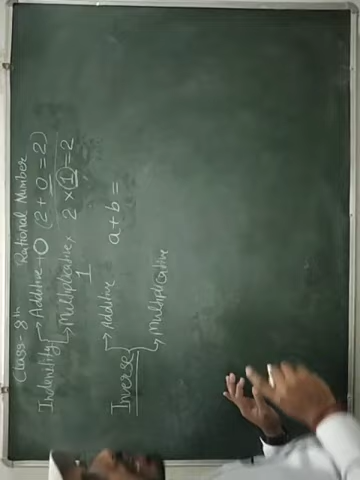 Class - 8th Rational Number
Indentity → Additive → 0 (2 + 0 = 2)
→ Multiplicative, 2 × 1 = 2
1
Inverse → Additive a + b =
→ Multiplicative